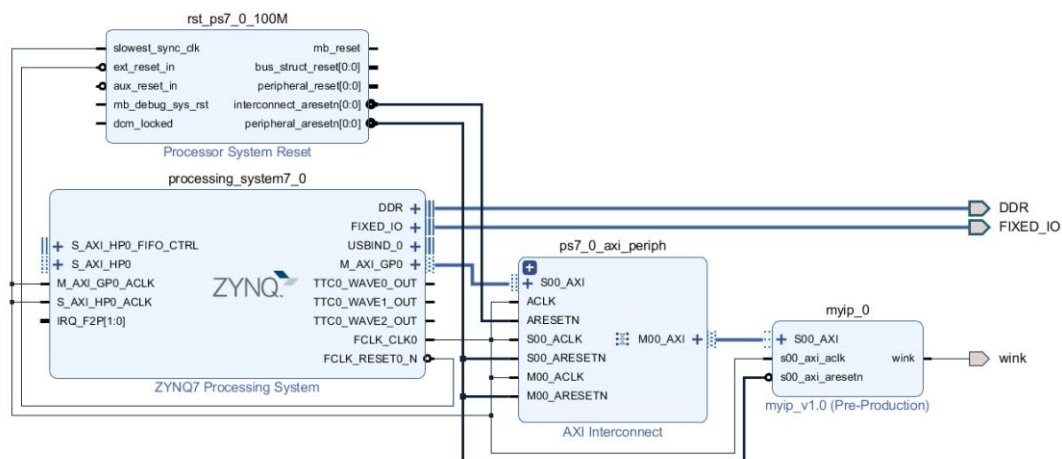 rst_ps7_0_100M
slowest_sync_clk
ext_reset_in
aux_reset_in
mb_debug_sys_rst
dcm_locked
mb_reset
bus_struct_reset[0:0]
peripheral_reset[0:0]
interconnect_aresetn[0:0]
peripheral_aresetn[0:0]
Processor System Reset
processing_system7_0
S_AXI_HP0_FIFO_CTRL
S_AXI_HP0
M_AXI_GP0_ACLK
S_AXI_HP0_ACLK
IRQ_F2P[1:0]
ZYNQ
DDR
FIXED_IO
USBIND_0
M_AXI_GP0
TTC0_WAVE0_OUT
TTC0_WAVE1_OUT
TTC0_WAVE2_OUT
FCLK_CLK0
FCLK_RESET0_N
ZYNQ7 Processing System
ps7_0_axi_periph
S00_AXI
ACLK
ARESETN
S00_ACLK
S00_ARESETN
M00_ACLK
M00_ARESETN
M00_AXI
AXI Interconnect
myip_0
S00_AXI
s00_axi_aclk
s00_axi_aresetn
wink
myip_v1.0 (Pre-Production)
DDR
FIXED_IO
wink